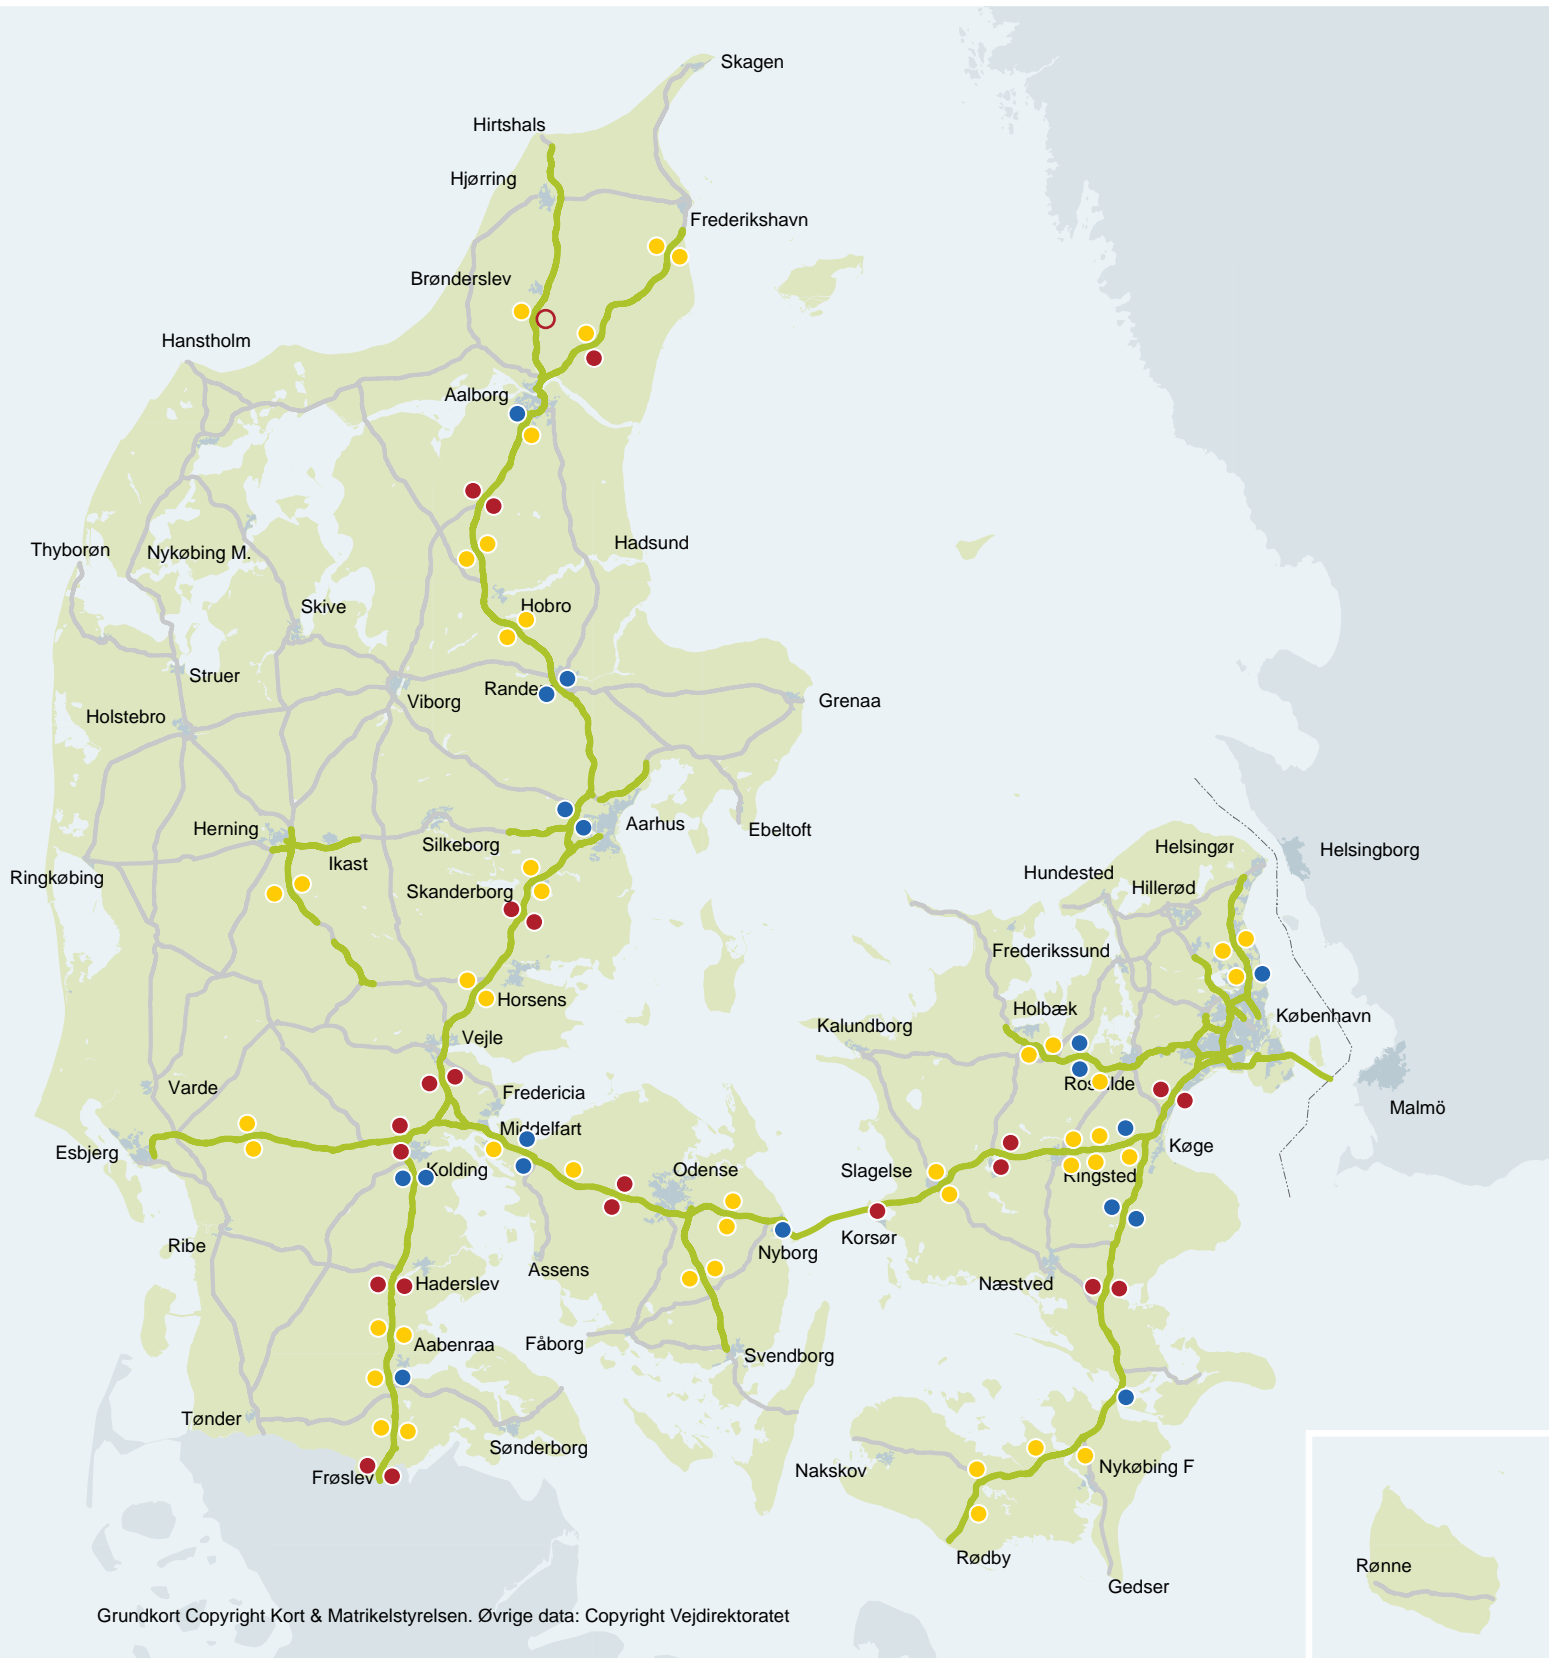 Skagen
Hirtshals
Hjørring
Frederikshavn
Brønderslev
Hanstholm
Aalborg
Thyborøn
Nykøbing M.
Hadsund
Skive
Hobro
Struer
Viborg
Grenaa
Holstebro
Herning
Silkeborg
Aarhus
Ebeltoft
Ikast
Ringkøbing
Skanderborg
Horsens
Helsingør
Helsingborg
Hundested
Hillerød
Frederikssund
Holbæk
København
Kalundborg
Vejle
Varde
Fredericia
Malmö
Middelfart
Esbjerg
Kolding
Odense
Slagelse
Køge
Ringsted
Ribe
Nyborg
Korsør
Assens
Haderslev
Næstved
Aabenraa
Fåborg
Svendborg
Tønder
Sønderborg
Frøslev
Nakskov
Nykøbing F
Rødby
Gedser
Rønne
Grundkort Copyright Kort & Matrikelstyrelsen. Øvrige data: Copyright Vejdirektoratet